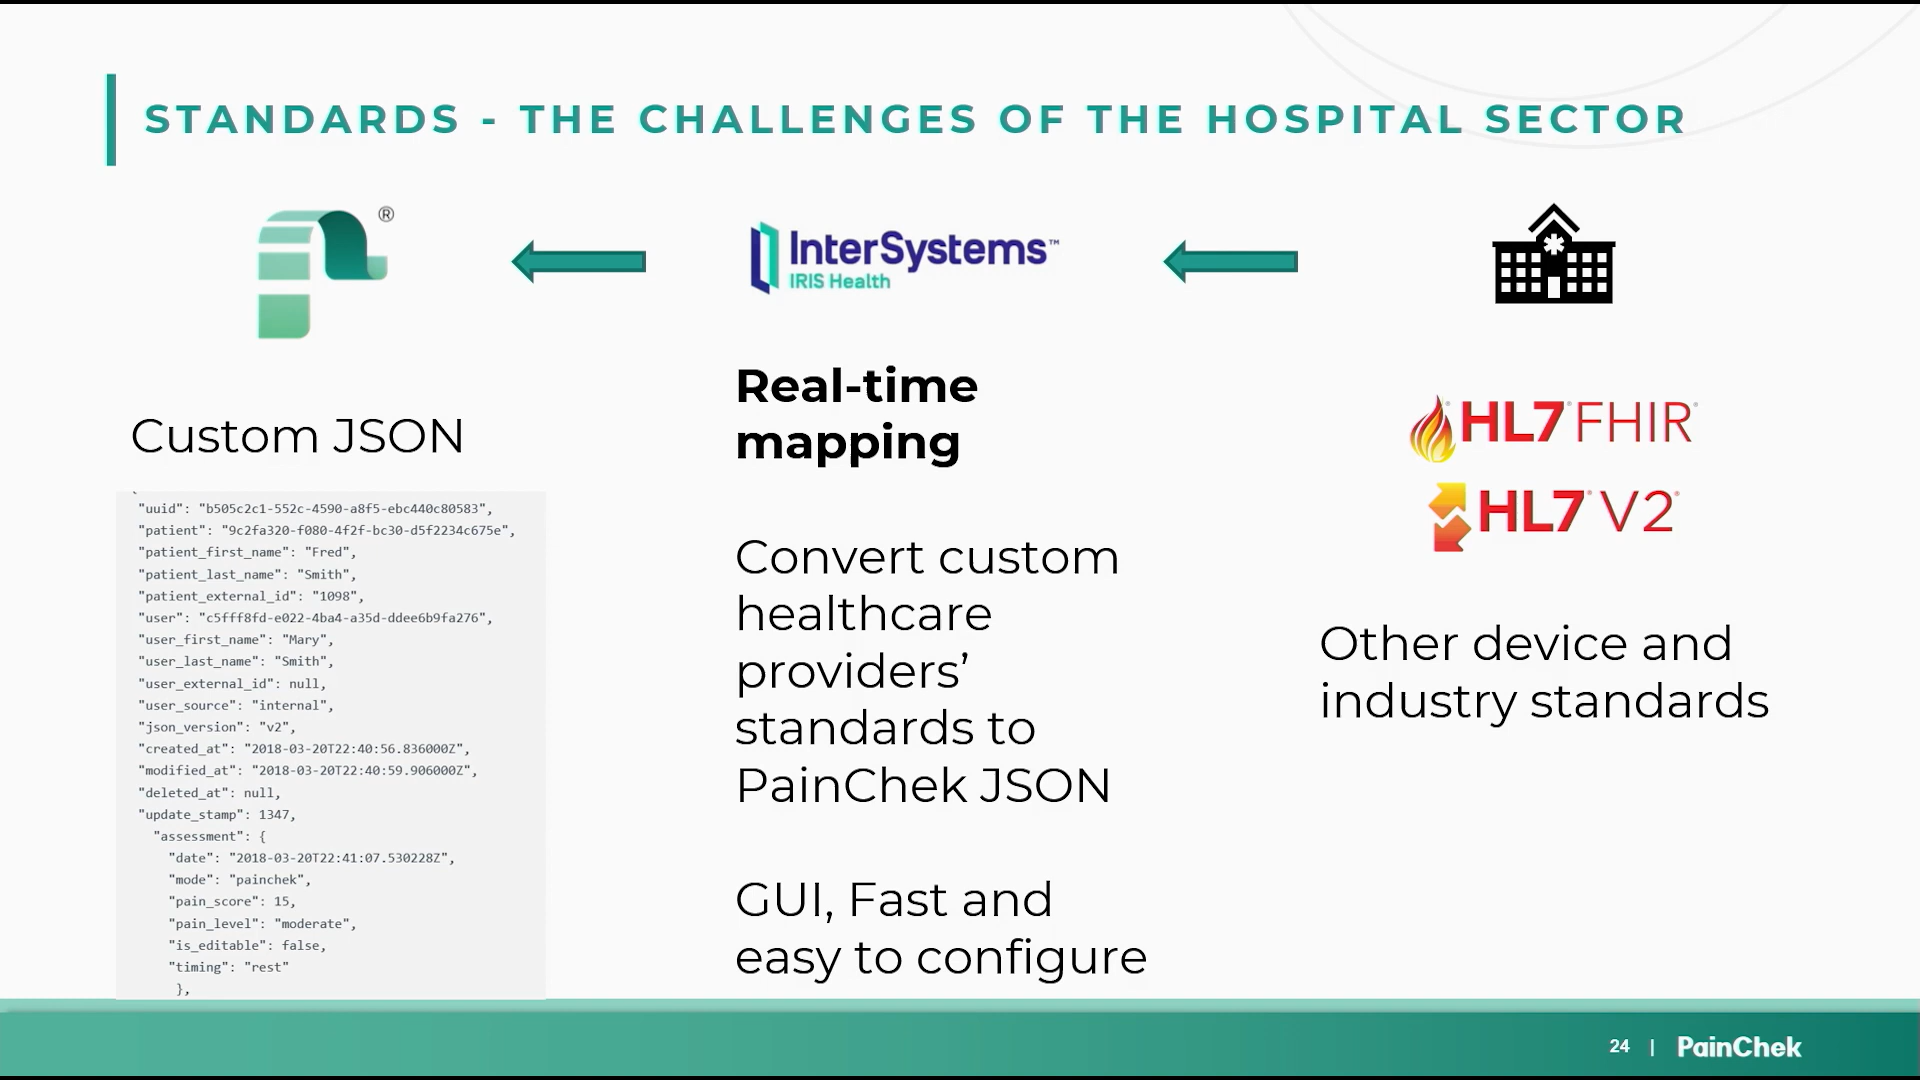 STANDARDS - THE CHALLENGES OF THE HOSPITAL SECTOR
®
InterSystems™
IRIS Health
Custom JSON
"uuid": "b505c2c1-552c-4590-a8f5-ebc440c80583",
"patient": "9c2fa320-f080-4f2f-bc30-d5f2234c675e",
"patient_first_name": "Fred",
"patient_last_name": "Smith",
"patient_external_id": "1098",
"user": "c5fff8fd-e022-4ba4-a35d-ddee6b9fa276",
"user_first_name": "Mary",
"user_last_name": "Smith",
"user_external_id": null,
"user_source": "internal",
"json_version": "v2",
"created_at": "2018-03-20T22:40:56.836000Z",
"modified_at": "2018-03-20T22:40:59.906000Z",
"deleted_at": null,
"update_stamp": 1347,
"assessment": {
"date": "2018-03-20T22:41:07.530228Z",
"mode": "painchek",
"pain_score": 15,
"pain_level": "moderate",
"is_editable": false,
"timing": "rest"
},
Real-time
mapping
Convert custom
healthcare
providers’
standards to
PainChek JSON
GUI, Fast and
easy to configure
HL7® FHIR®
HL7® V2®
Other device and
industry standards
24 | PainChek